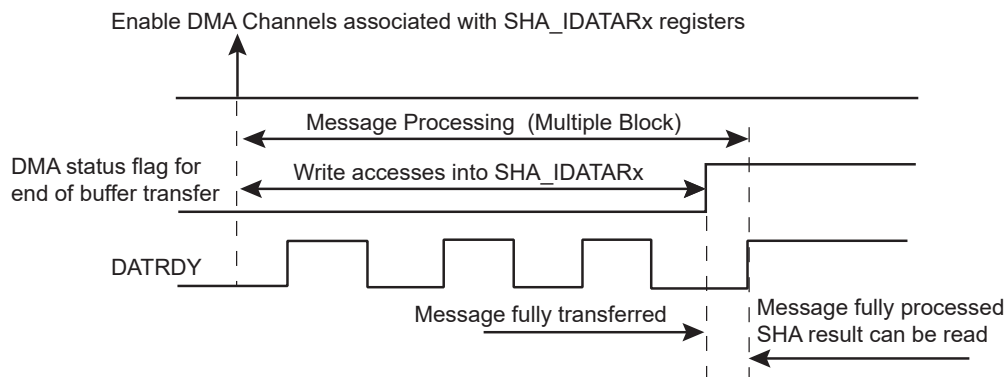 Enable DMA Channels associated with SHA_IDATARx registers
Message Processing (Multiple Block)
DMA status flag for
end of buffer transfer
Write accesses into SHA_IDATARx
DATRDY
Message fully transferred
Message fully processed
SHA result can be read